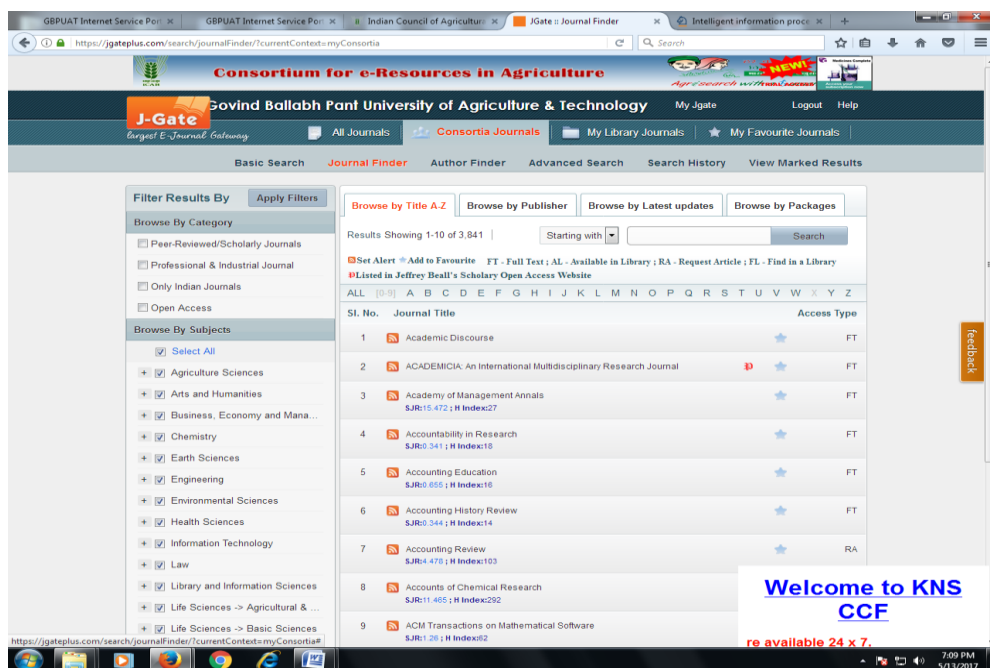 GBPUAT Internet Service Port
GBPUAT Internet Service Port
Indian Council of Agricultur
JGate :: Journal Finder
Intelligent information proce
https://jgateplus.com/search/journalFinder/?currentContext=myConsortia
Search
ICAR
Consortium for e-Resources in Agriculture
NEW!
Medicines Complete
Agri search with
Govind Ballabh Pant University of Agriculture & Technology
My Jgate
Logout
Help
J-Gate
largest E-Journal Gateway
All Journals
Consortia Journals
My Library Journals
My Favourite Journals
Basic Search
Journal Finder
Author Finder
Advanced Search
Search History
View Marked Results
Filter Results By
Apply Filters
Browse By Category
Peer-Reviewed/Scholarly Journals
Professional & Industrial Journal
Only Indian Journals
Open Access
Browse By Subjects
Select All
+ Agriculture Sciences
+ Arts and Humanities
+ Business, Economy and Mana...
+ Chemistry
+ Earth Sciences
+ Engineering
+ Environmental Sciences
+ Health Sciences
+ Information Technology
+ Law
+ Library and Information Sciences
+ Life Sciences -> Agricultural & ...
+ Life Sciences -> Basic Sciences
Browse by Title A-Z
Browse by Publisher
Browse by Latest updates
Browse by Packages
Results Showing 1-10 of 3,841
Starting with
Search
Set Alert Add to Favourite FT - Full Text ; AL - Available in Library ; RA - Request Article ; FL - Find in a Library
Listed in Jeffrey Beall's Scholary Open Access Website
ALL [0-9] A B C D E F G H I J K L M N O P Q R S T U V W X Y Z
Sl. No. Journal Title Access Type
1 Academic Discourse FT
2 ACADEMICIA: An International Multidisciplinary Research Journal FT
3 Academy of Management Annals FT
SJR:15.472 ; H Index:27
4 Accountability in Research FT
SJR:0.341 ; H Index:18
5 Accounting Education FT
SJR:0.655 ; H Index:16
6 Accounting History Review FT
SJR:0.344 ; H Index:14
7 Accounting Review RA
SJR:4.478 ; H Index:103
8 Accounts of Chemical Research
SJR:11.465 ; H Index:292
9 ACM Transactions on Mathematical Software
SJR:1.26 ; H Index:62
feedback
Welcome to KNS
CCF
re available 24 x 7.
https://jgateplus.com/search/journalFinder/?currentContext=myConsortia#
7:09 PM
5/13/2017